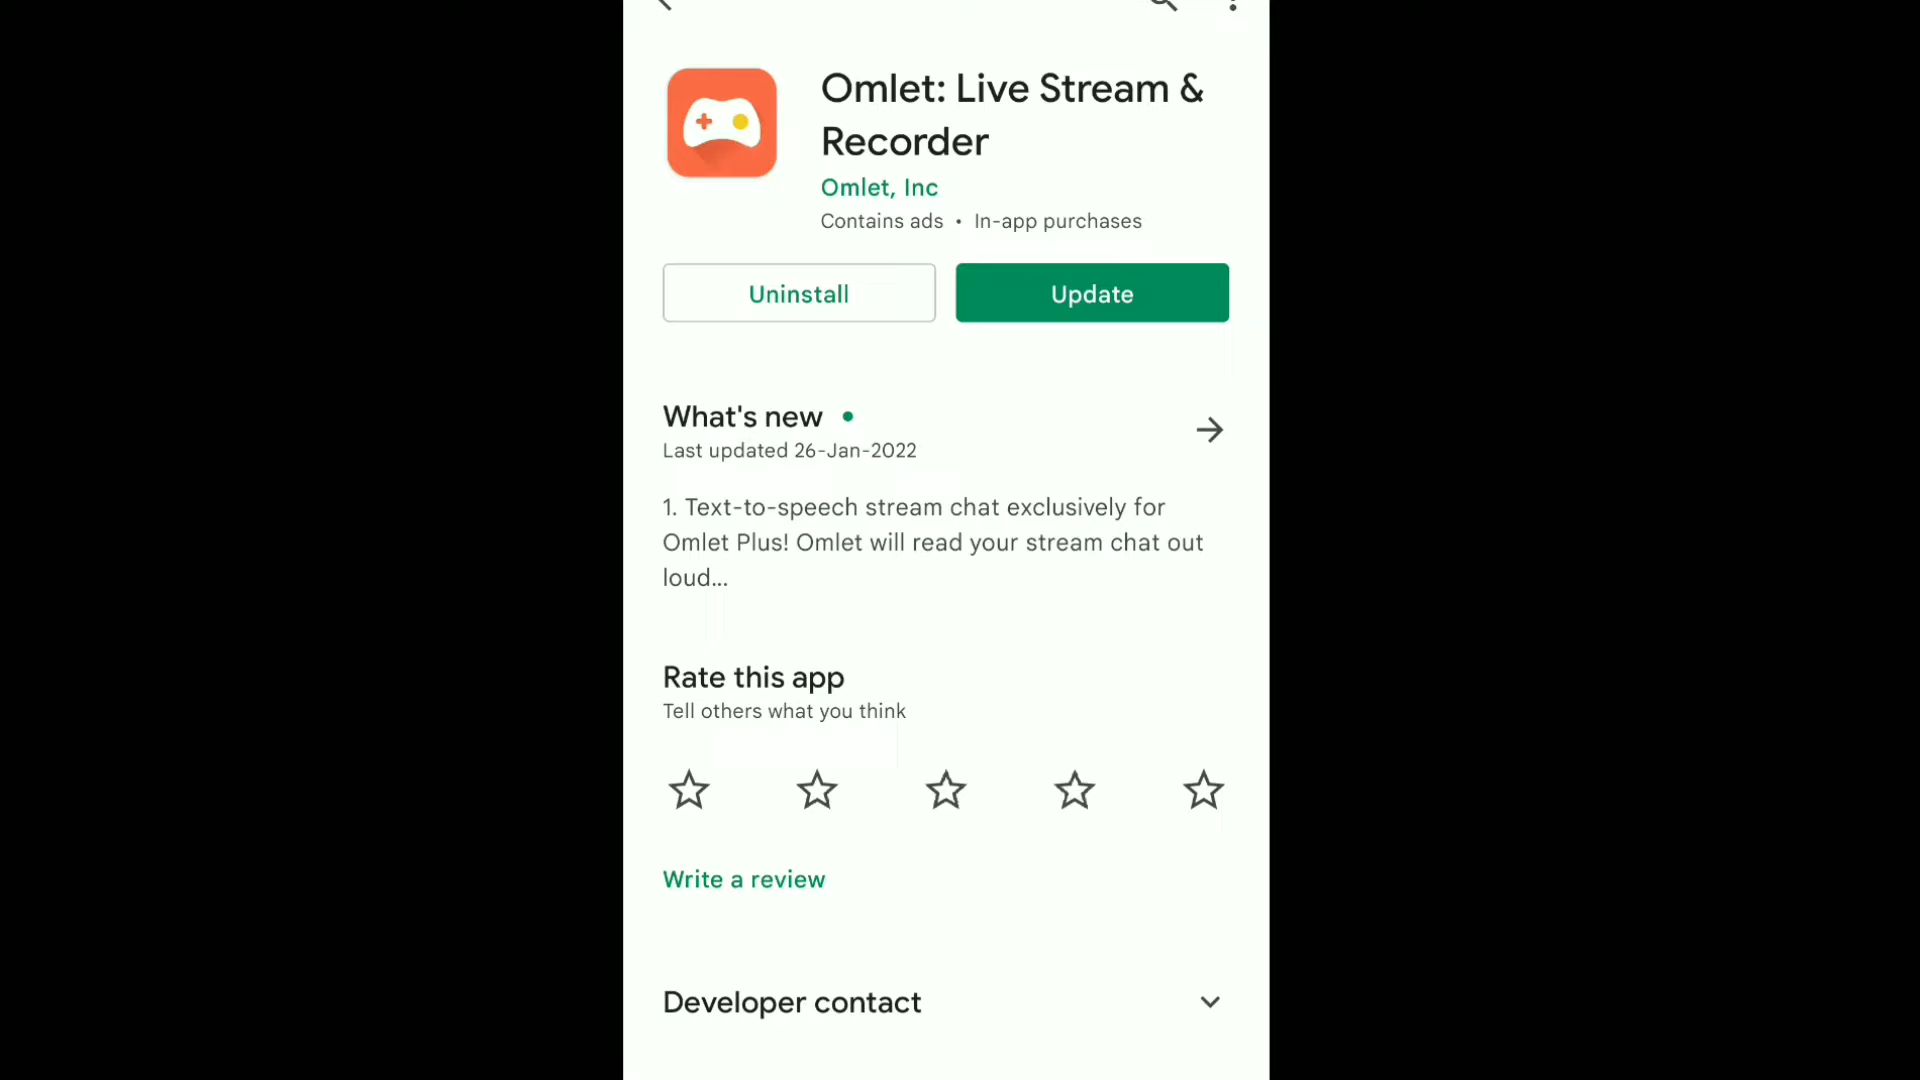 Omlet: Live Stream &
Recorder
Omlet, Inc
Contains ads • In-app purchases
Uninstall
Update
What's new
Last updated 26-Jan-2022
1. Text-to-speech stream chat exclusively for
Omlet Plus! Omlet will read your stream chat out
loud...
Rate this app
Tell others what you think
Write a review
Developer contact